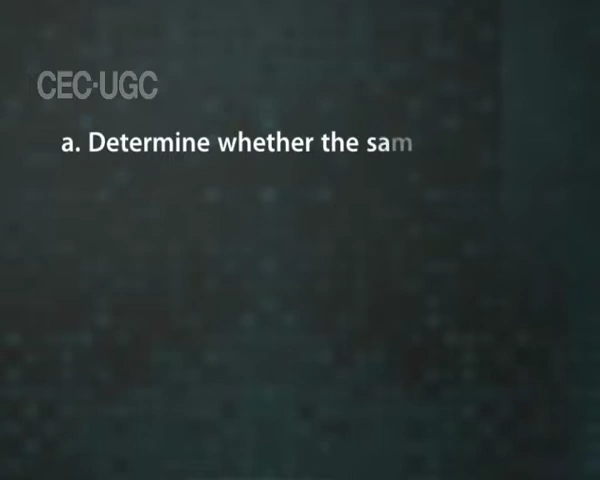 CEC-UGC
a. Determine whether the sam